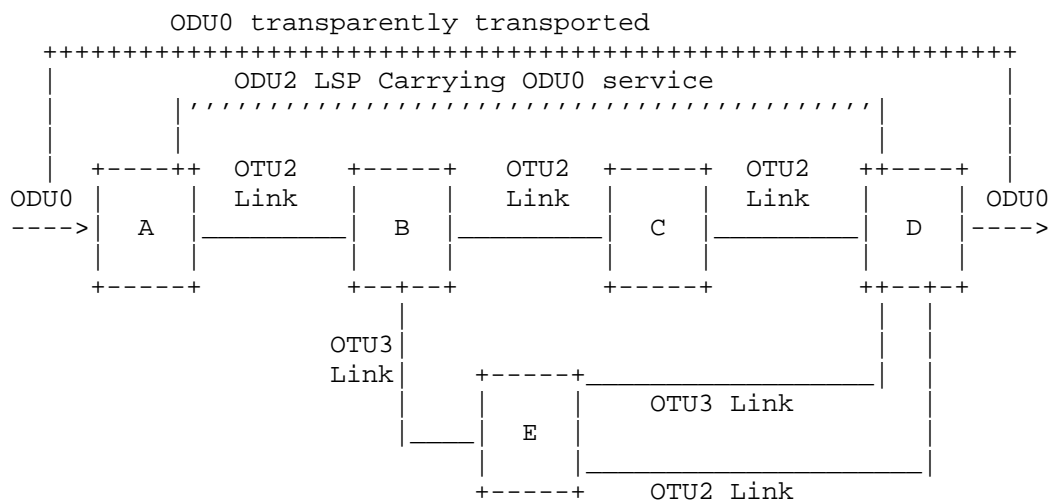 ODU0 transparently transported
ODU2 LSP Carrying ODU0 service
OTU2 OTU2 OTU2
ODU0 Link Link Link ODU0
A B C D
OTU3
Link
OTU3 Link
E
OTU2 Link